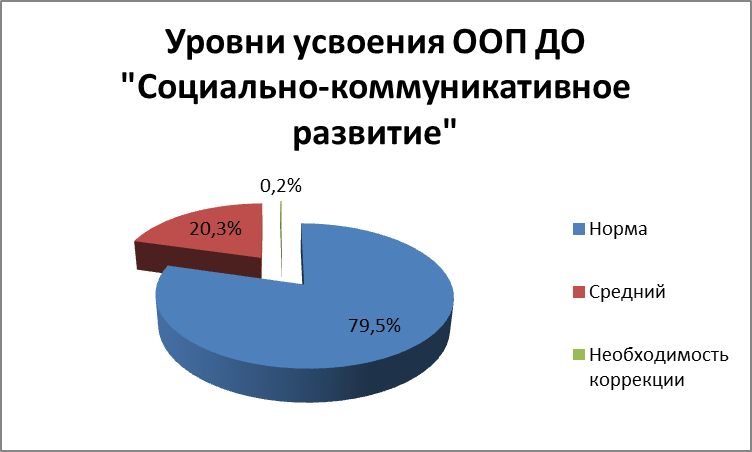 Уровни усвоения ООП ДО
"Социально-коммуникативное
развитие"
0,2%
20,3%
79,5%
Норма
Средний
Необходимость
коррекции